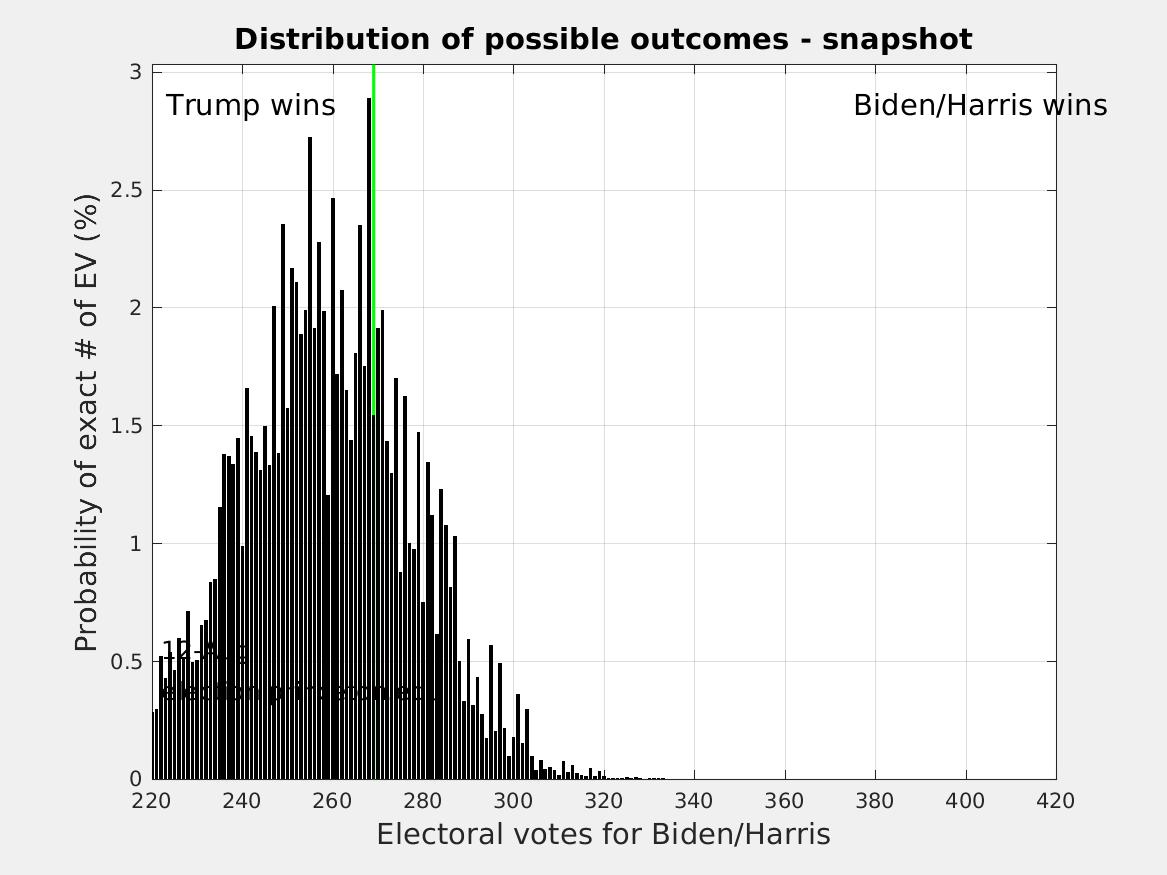 Distribution of possible outcomes - snapshot
Trump wins
Biden/Harris wins
Probability of exact # of EV (%)
3
2.5
2
1.5
1
0.5
0
220 240 260 280 300 320 340 360 380 400 420
Electoral votes for Biden/Harris